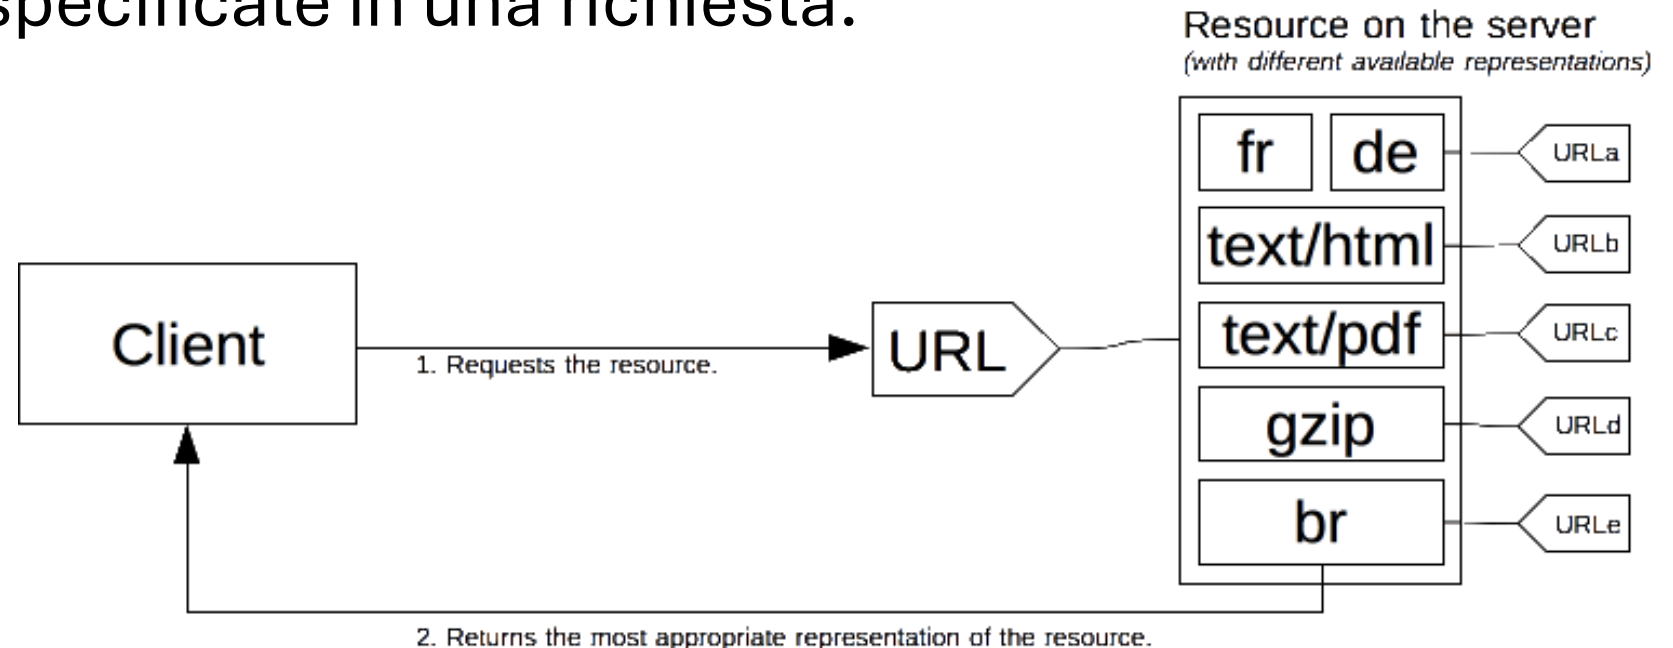 specificate in una richiesta.
Resource on the server
(with different available representations)
fr de URLa
text/html URLb
Client
1. Requests the resource.
URL
text/pdf URLc
gzip URLd
br URLe
2. Returns the most appropriate representation of the resource.